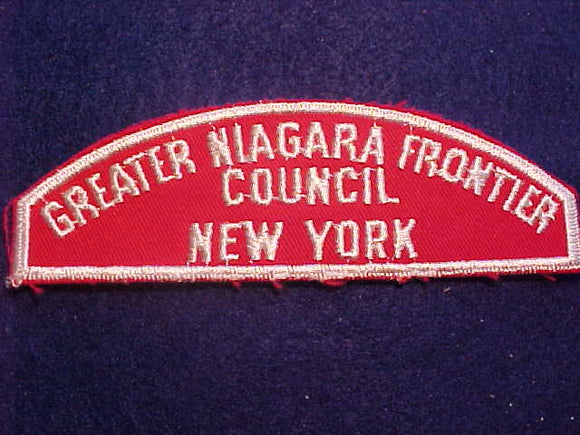 GREATER NIAGARA FRONTIER
COUNCIL
NEW YORK